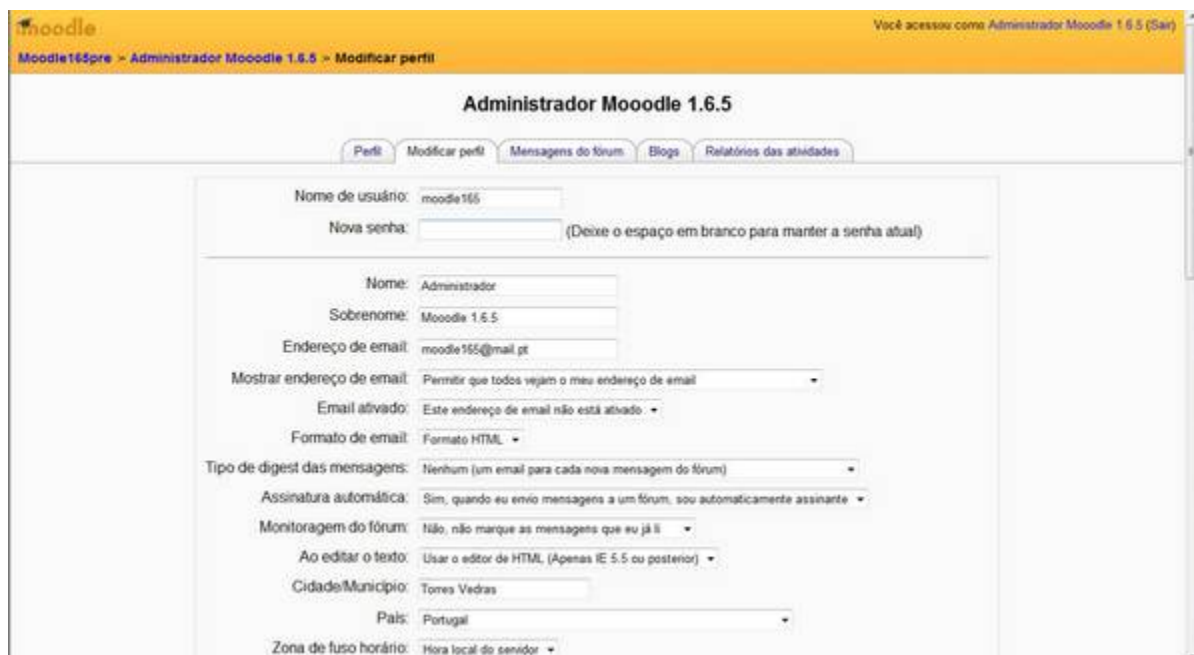 moodle
Você acessou como Administrador Mooodle 1.6.5 (Sair)
Moodle165pre » Administrador Mooodle 1.6.5 » Modificar perfil
Administrador Mooodle 1.6.5
Perfil Modificar perfil Mensagens do fórum Blogs Relatórios das atividades
Nome de usuário: moodle165
Nova senha: (Deixe o espaço em branco para manter a senha atual)
Nome: Administrador
Sobrenome: Mooodle 1.6.5
Endereço de email: moodle165@mail.pt
Mostrar endereço de email: Permitir que todos vejam o meu endereço de email
Email ativado: Este endereço de email não está ativado
Formato de email: Formato HTML
Tipo de digest das mensagens: Nenhum (um email para cada nova mensagem do fórum)
Assinatura automática: Sim, quando eu envio mensagens a um fórum, sou automaticamente assinante
Monitoragem do fórum: Não, não marque as mensagens que eu já li
Ao editar o texto: Usar o editor de HTML (Apenas IE 5.5 ou posterior)
Cidade/Município: Torres Vedras
País: Portugal
Zona de fuso horário: Hora local do servidor